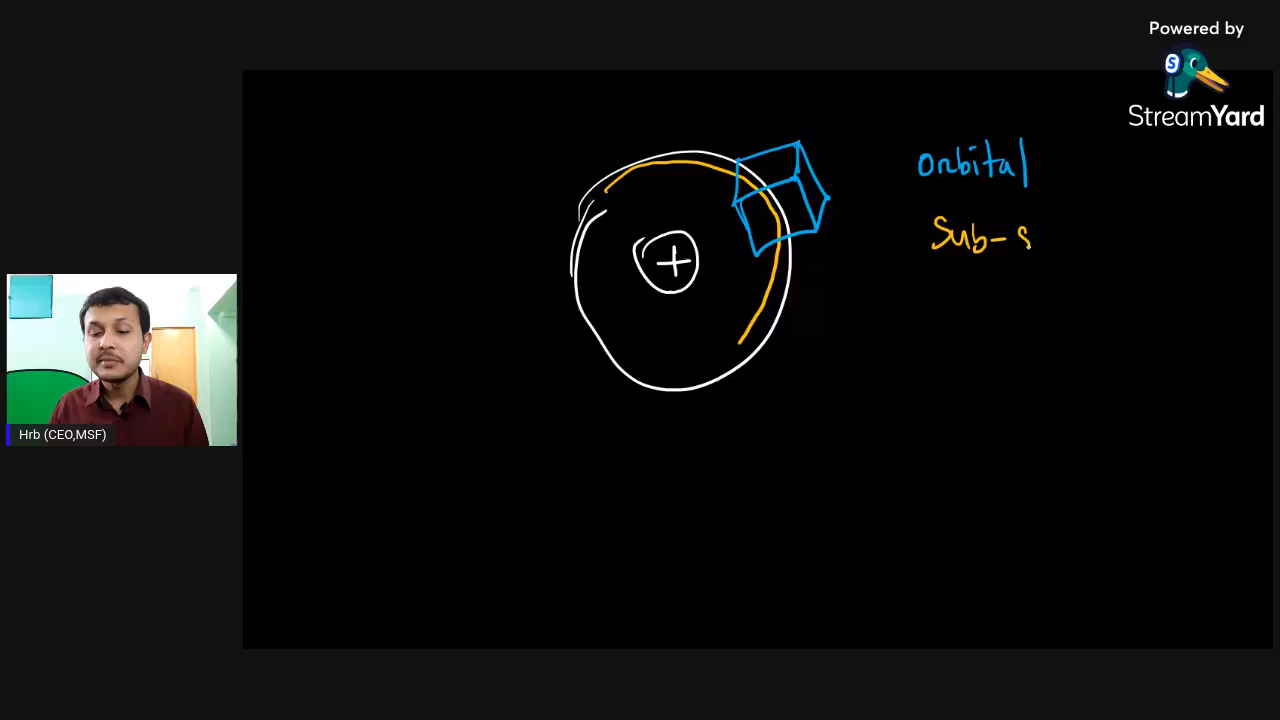 Powered by
StreamYard
Orbital
Sub-s
+
Hrb (CEO,MSF)